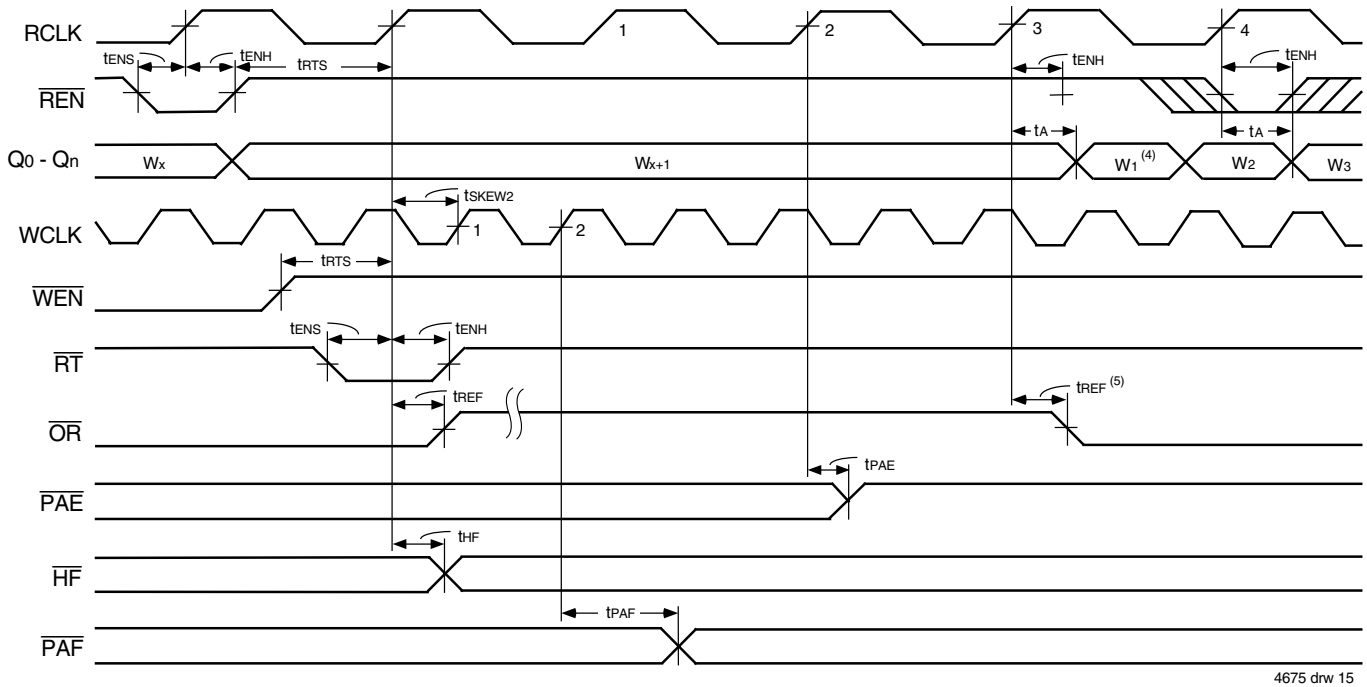 RCLK 1 2 3 4
tENS tENH tRTS tENH tENH
REN
tA tA
Q0 - Qn Wx Wx+1 W1 (4) W2 W3
tSKEW2
WCLK 1 2
tRTS
WEN
tENS tENH
RT
tREF tREF (5)
OR
tPAE
PAE
tHF
HF
tPAF
PAF
4675 drw 15